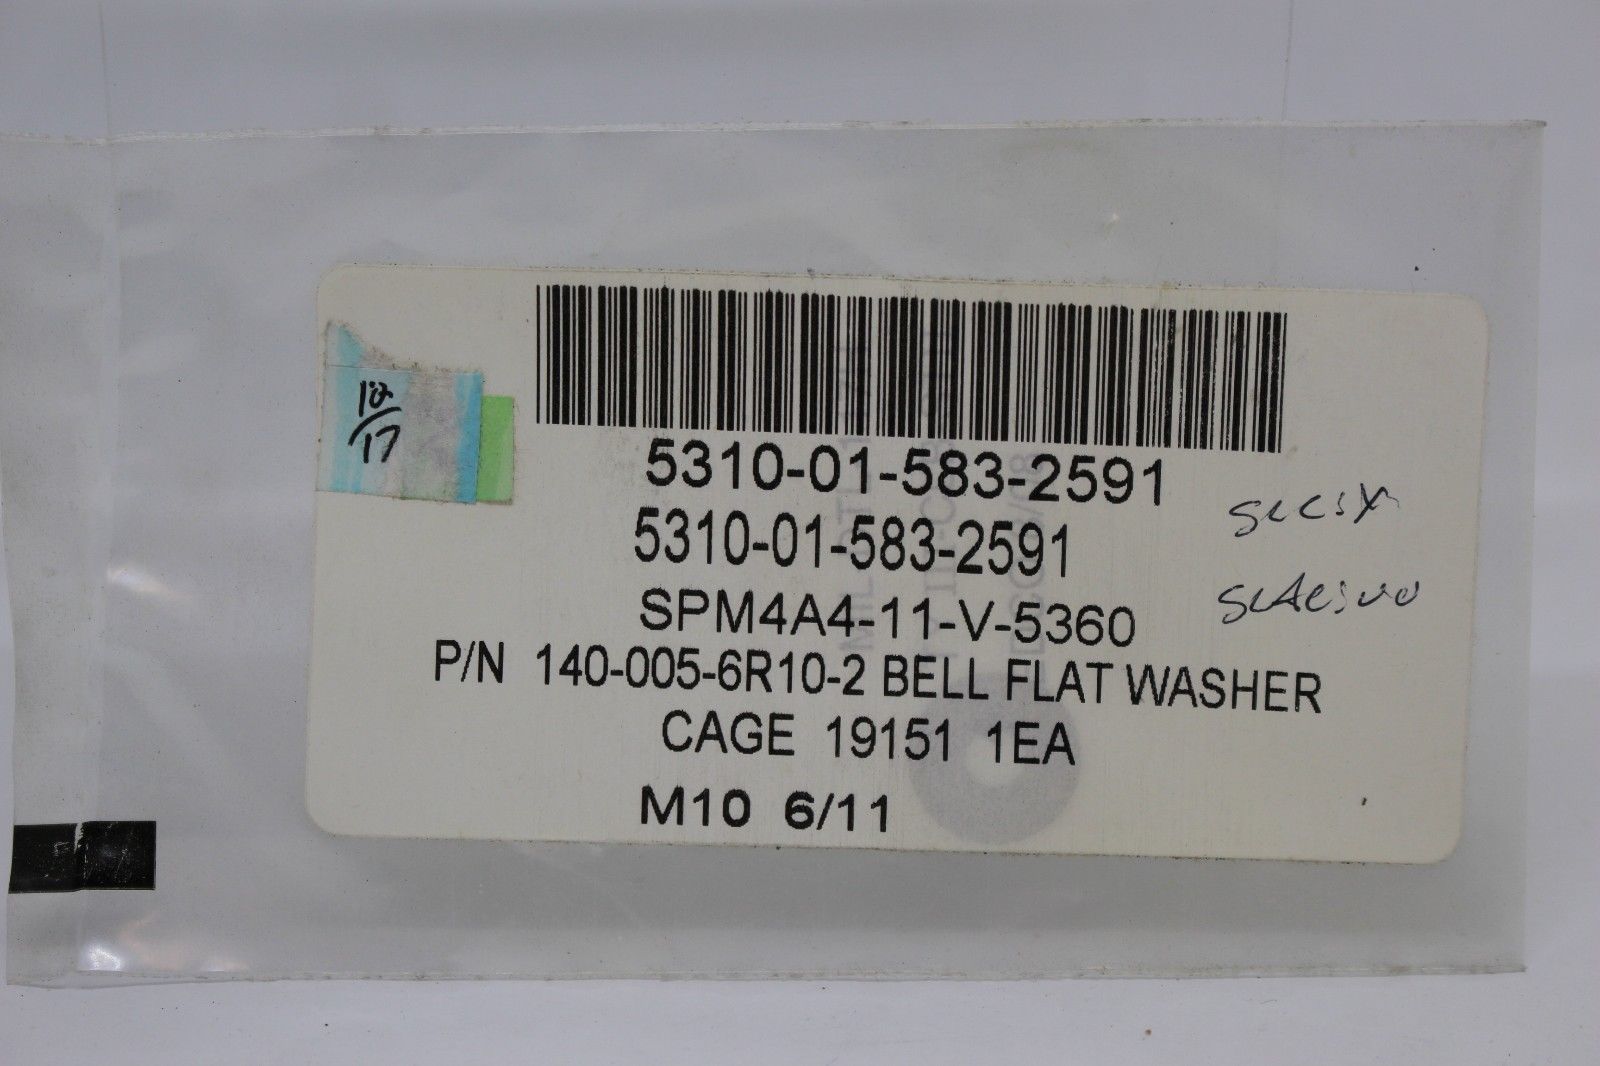 12/17
5310-01-583-2591
5310-01-583-2591
SPM4A4-11-V-5360
P/N 140-005-6R10-2 BELL FLAT WASHER
CAGE 19151 1EA
M10 6/11